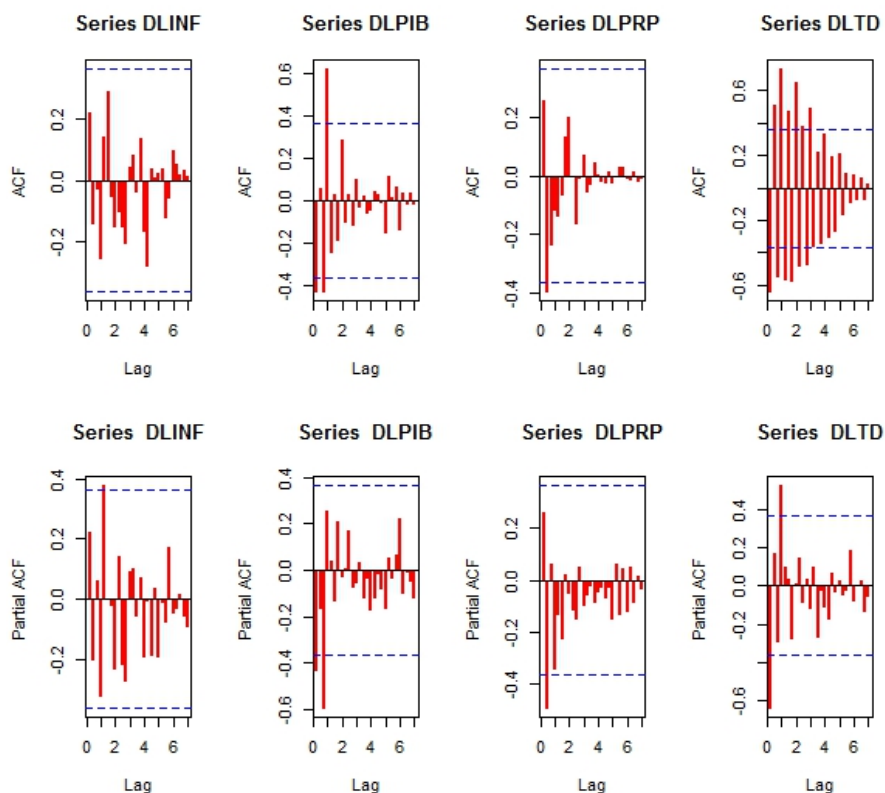 Series DLINF Series DLPIB Series DLPRP Series DLTD
ACF ACF ACF ACF
0.2 0.0 -0.2
0.6 0.4 0.2 0.0 -0.2 -0.4
0.2 0.0 -0.2 -0.4
0.6 0.2 -0.2 -0.6
0 2 4 6 0 2 4 6 0 2 4 6 0 2 4 6
Lag Lag Lag Lag
Series DLINF Series DLPIB Series DLPRP Series DLTD
Partial ACF Partial ACF Partial ACF Partial ACF
0.4 0.2 0.0 -0.2
0.4 0.2 0.0 -0.2 -0.4 -0.6
0.2 0.0 -0.2 -0.4
0.4 0.2 0.0 -0.2 -0.6
0 2 4 6 0 2 4 6 0 2 4 6 0 2 4 6
Lag Lag Lag Lag